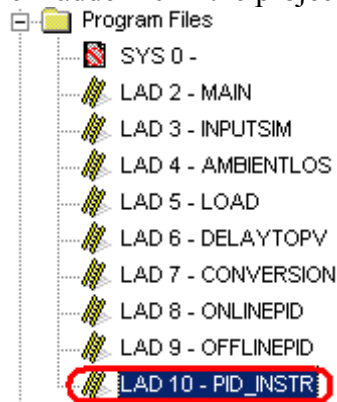 Program Files
SYS 0 -
LAD 2 - MAIN
LAD 3 - INPUTSIM
LAD 4 - AMBIENTLOS
LAD 5 - LOAD
LAD 6 - DELAYTOPV
LAD 7 - CONVERSION
LAD 8 - ONLINEPID
LAD 9 - OFFLINEPID
LAD 10 - PID_INSTR